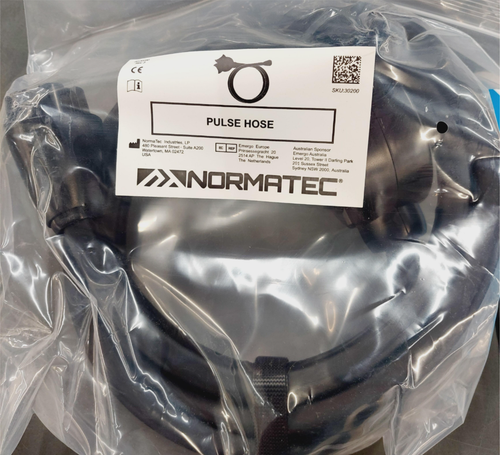 CE
SKU:30200
PULSE HOSE
NormaTec Industries, LP
480 Pleasant Street · Suite A200
Watertown, MA 02472
USA
EC REP
Emergo Europe
Prinsessegracht 20
2514 AP The Hague
The Netherlands
Australian Sponsor
Emergo Australia
Level 20, Tower II Darling Park
201 Sussex Street
Sydney NSW 2000, Australia
NORMATEC®